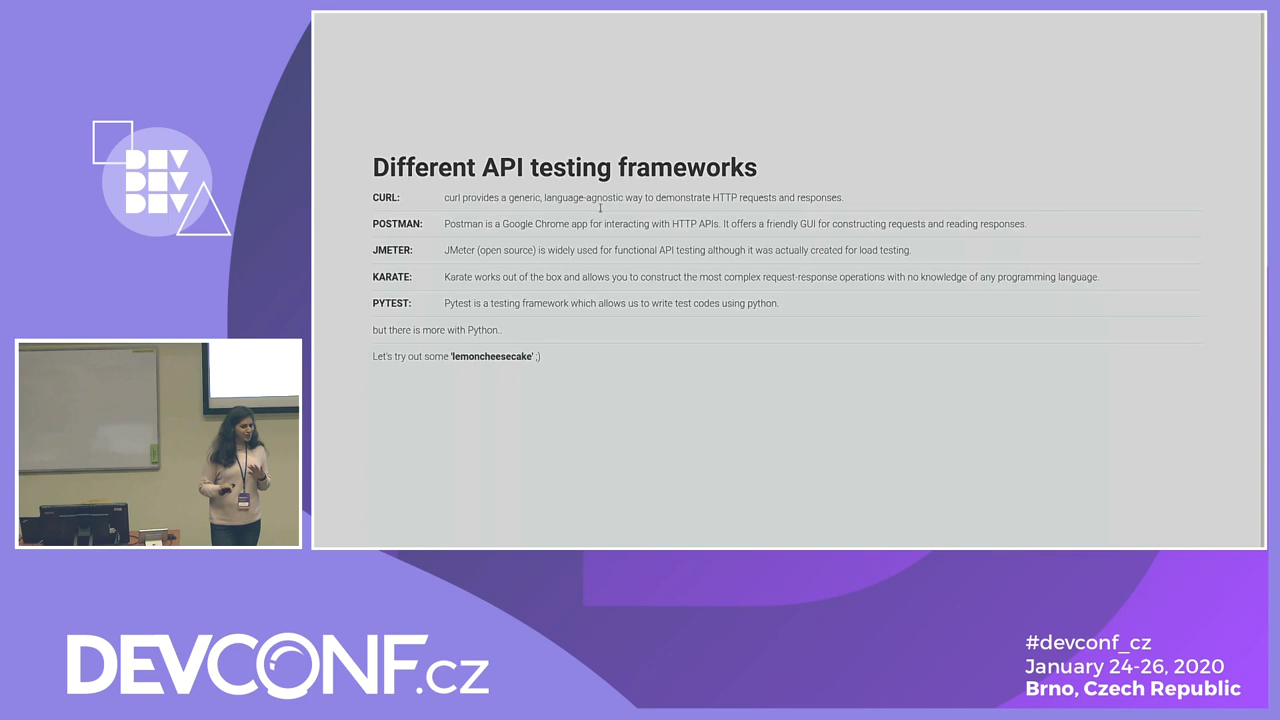 DEV
DEV
DEV
Different API testing frameworks
CURL: curl provides a generic, language-agnostic way to demonstrate HTTP requests and responses.
POSTMAN: Postman is a Google Chrome app for interacting with HTTP APIs. It offers a friendly GUI for constructing requests and reading responses.
JMETER: JMeter (open source) is widely used for functional API testing although it was actually created for load testing.
KARATE: Karate works out of the box and allows you to construct the most complex request-response operations with no knowledge of any programming language.
PYTEST: Pytest is a testing framework which allows us to write test codes using python.
but there is more with Python..
Let's try out some 'lemoncheesecake' ;)
DEVCONF.cz
#devconf_cz
January 24-26, 2020
Brno, Czech Republic